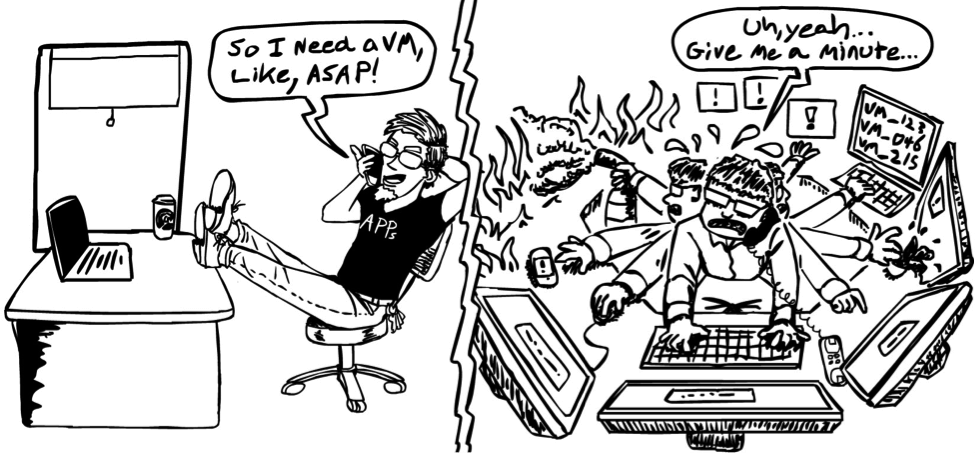 So I Need a VM,
Like, ASAP!
APPs
Uh, yeah...
Give me a minute...
!
!
!
VM_123
VM_046
VM_215
!